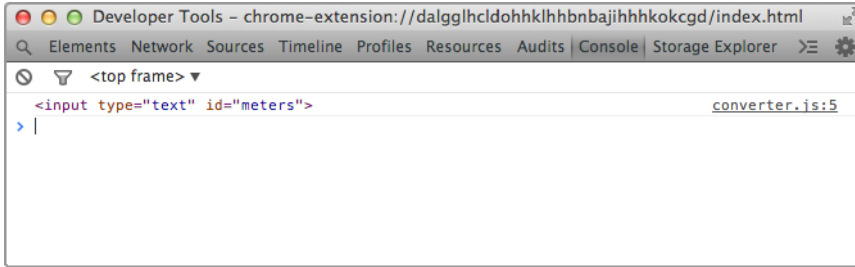 Developer Tools - chrome-extension://dalgglhcldohhklhhbnbajihhhkokcgd/index.html
Elements Network Sources Timeline Profiles Resources Audits Console Storage Explorer
<top frame> ▼
<input type="text" id="meters"> converter.js:5
>